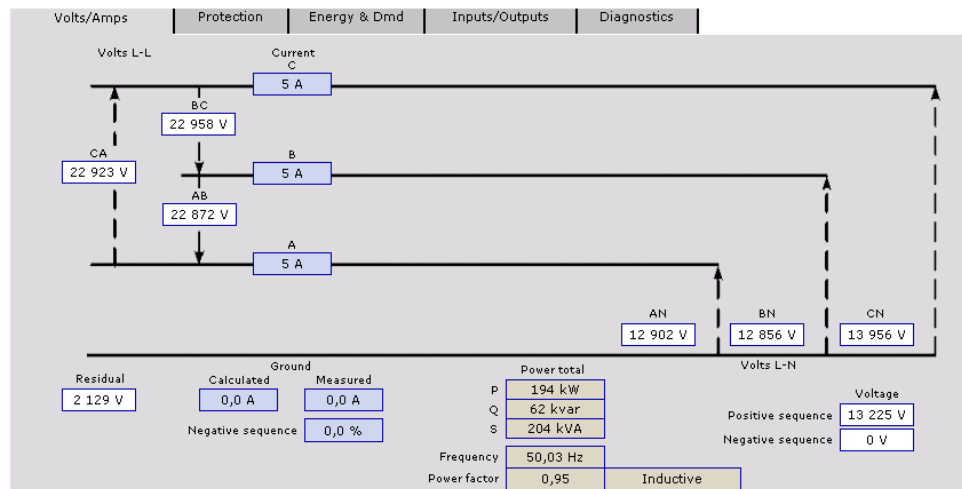 Volts/Amps Protection Energy & Dmd Inputs/Outputs Diagnostics
Volts L-L Current
C
5 A
BC
22 958 V
CA B
22 923 V 5 A
AB
22 872 V
A
5 A
AN BN CN
12 902 V 12 856 V 13 956 V
Volts L-N
Ground Power total
Residual Calculated Measured
2 129 V 0,0 A 0,0 A
P 194 kW
Q 62 kvar
S 204 kVA
Negative sequence 0,0 %
Voltage
Positive sequence 13 225 V
Negative sequence 0 V
Frequency 50,03 Hz
Power factor 0,95 Inductive